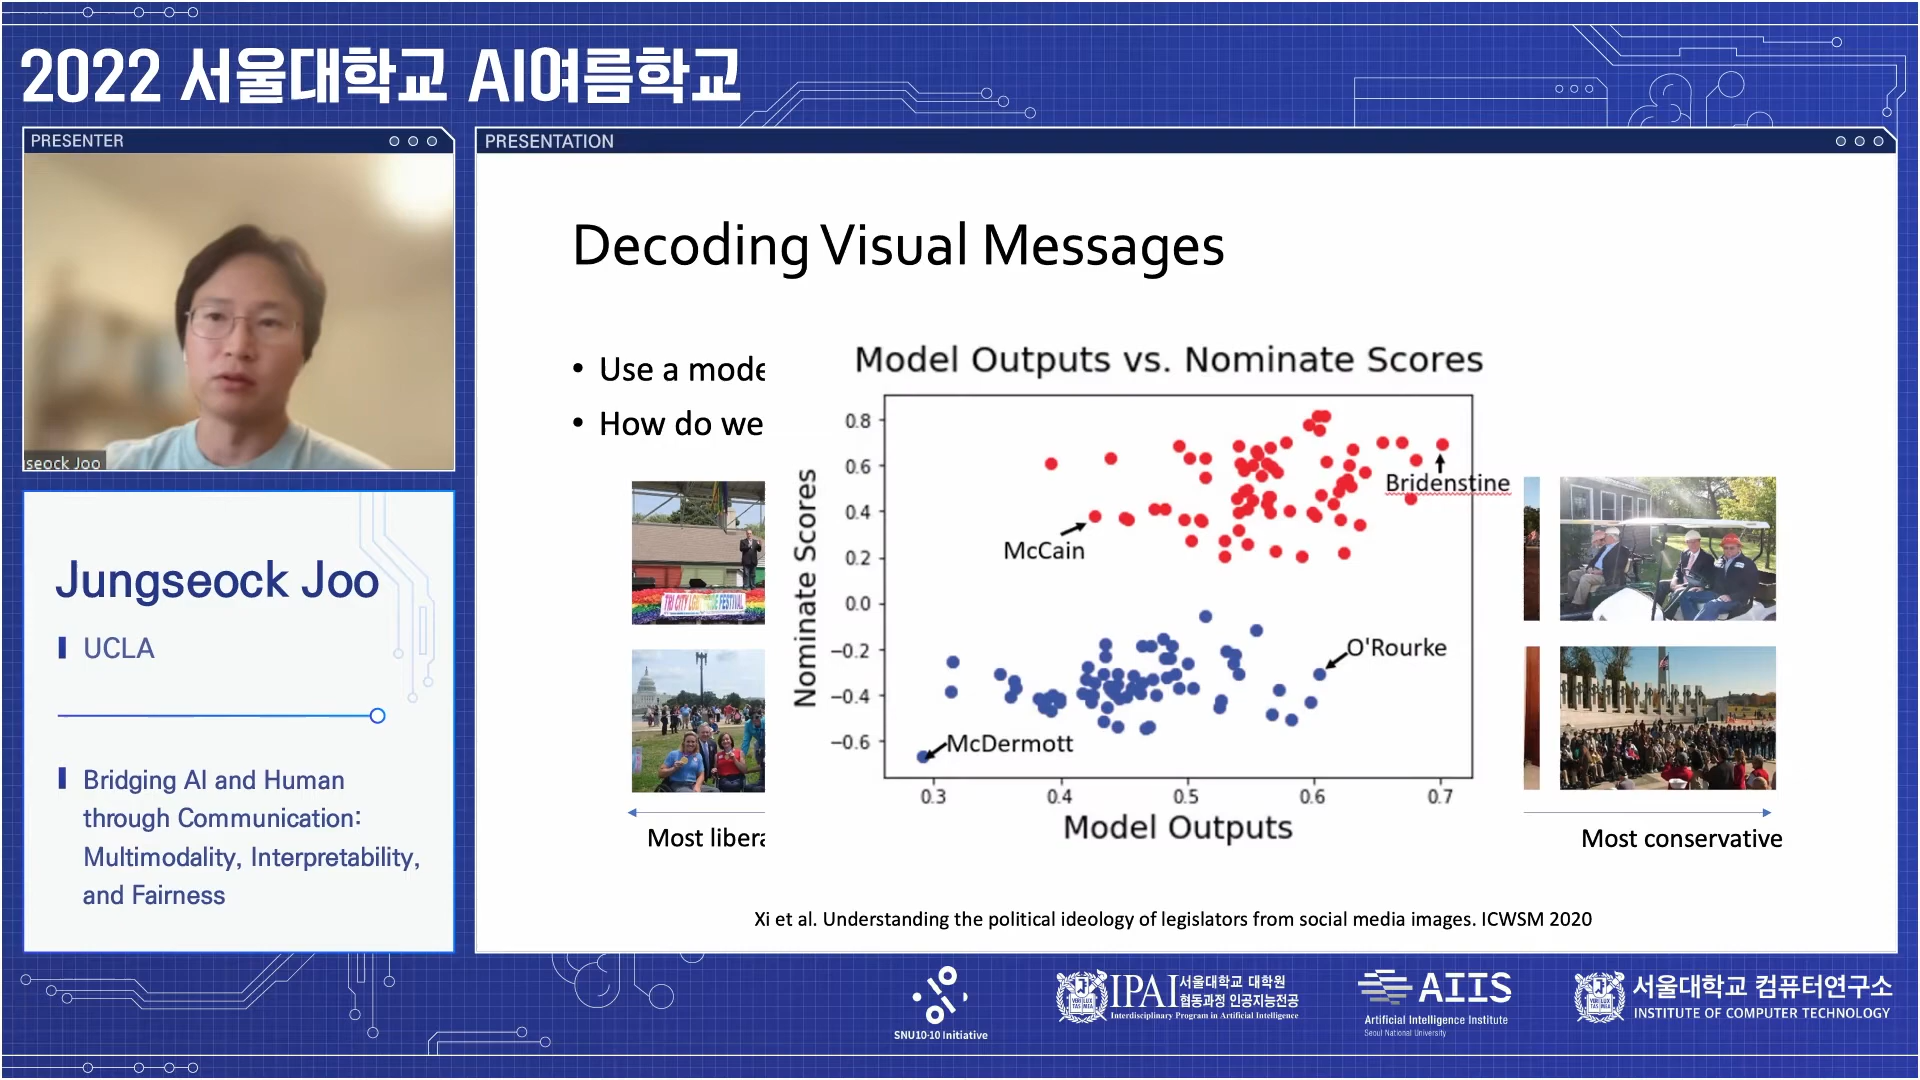 2022 서울대학교 AI여름학교
PRESENTER
seock Joo
Jungseock Joo
UCLA
Bridging AI and Human
through Communication:
Multimodality, Interpretability,
and Fairness
PRESENTATION
Decoding Visual Messages
• Use a mode
• How do we
Model Outputs vs. Nominate Scores
Nominate Scores
0.8
0.6
0.4
0.2
0.0
−0.2
−0.4
−0.6
0.3 0.4 0.5 0.6 0.7
Model Outputs
Bridenstine
McCain
O'Rourke
McDermott
TRI CITY FESTIVAL
Most libera
Most conservative
Xi et al. Understanding the political ideology of legislators from social media images. ICWSM 2020
SNU10·10 Initiative
IPAI 서울대학교 대학원
협동과정 인공지능전공
Interdisciplinary Program in Artificial Intelligence
AIIS
Artificial Intelligence Institute
Seoul National University
서울대학교 컴퓨터연구소
INSTITUTE OF COMPUTER TECHNOLOGY